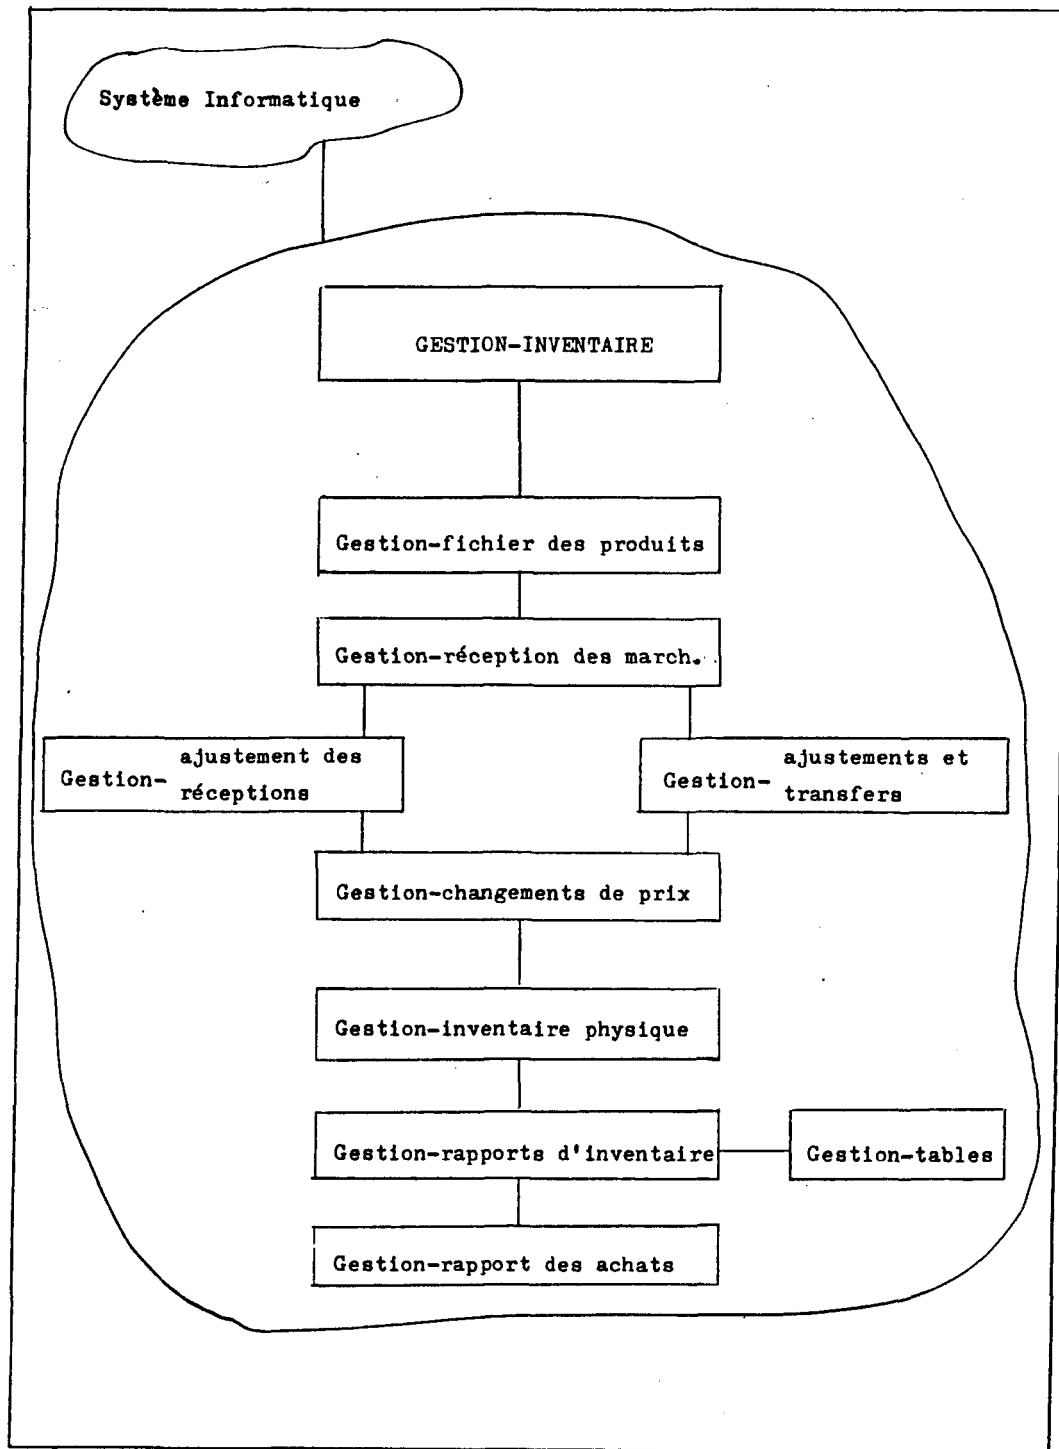 Système Informatique
GESTION-INVENTAIRE
Gestion-fichier des produits
Gestion-réception des march.
Gestion- ajustement des
réceptions
Gestion- ajustements et
transfers
Gestion-changements de prix
Gestion-inventaire physique
Gestion-rapports d'inventaire
Gestion-tables
Gestion-rapport des achats